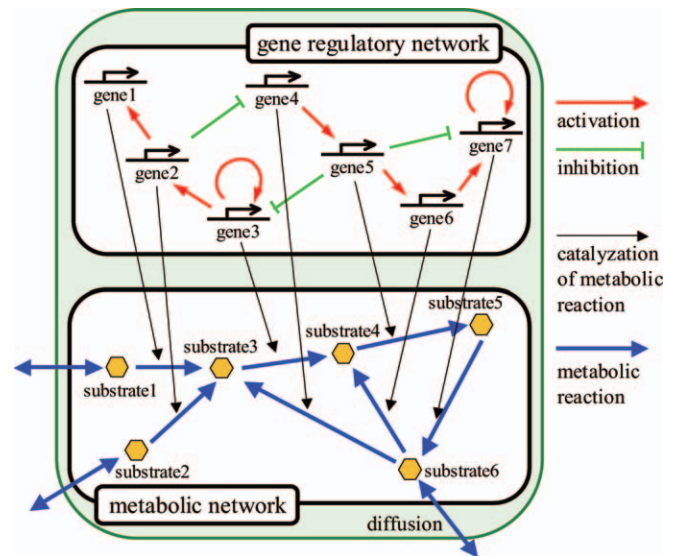 gene regulatory network
gene1
gene4
gene7
gene2
gene5
gene3
gene6
activation
inhibition
catalyzation
of metabolic
reaction
metabolic
reaction
substrate5
substrate3
substrate4
substrate1
substrate2
substrate6
metabolic network
diffusion